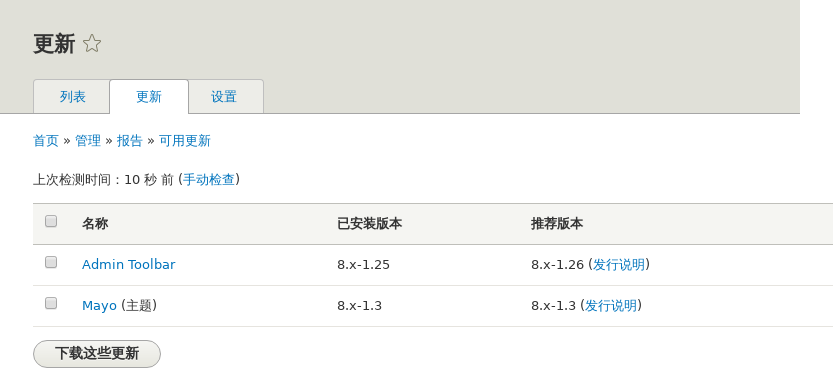 更新
列表 更新 设置
首页 » 管理 » 报告 » 可用更新
上次检测时间：10 秒 前 (手动检查)
名称 已安装版本 推荐版本
Admin Toolbar 8.x-1.25 8.x-1.26 (发行说明)
Mayo (主题) 8.x-1.3 8.x-1.3 (发行说明)
下载这些更新